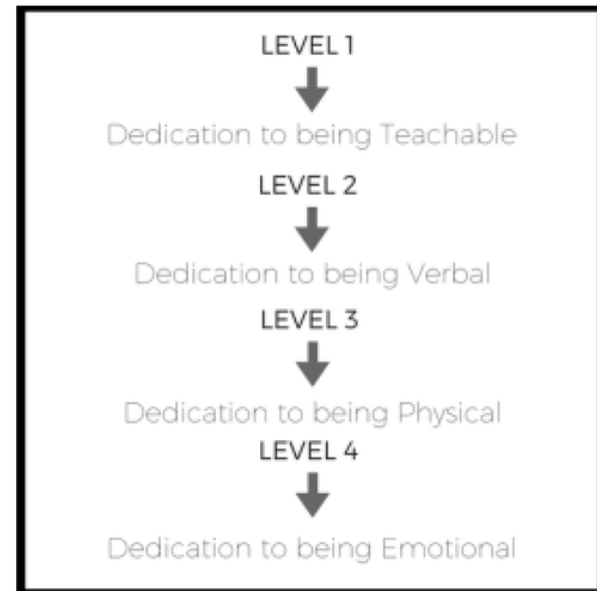 LEVEL 1
Dedication to being Teachable
LEVEL 2
Dedication to being Verbal
LEVEL 3
Dedication to being Physical
LEVEL 4
Dedication to being Emotional